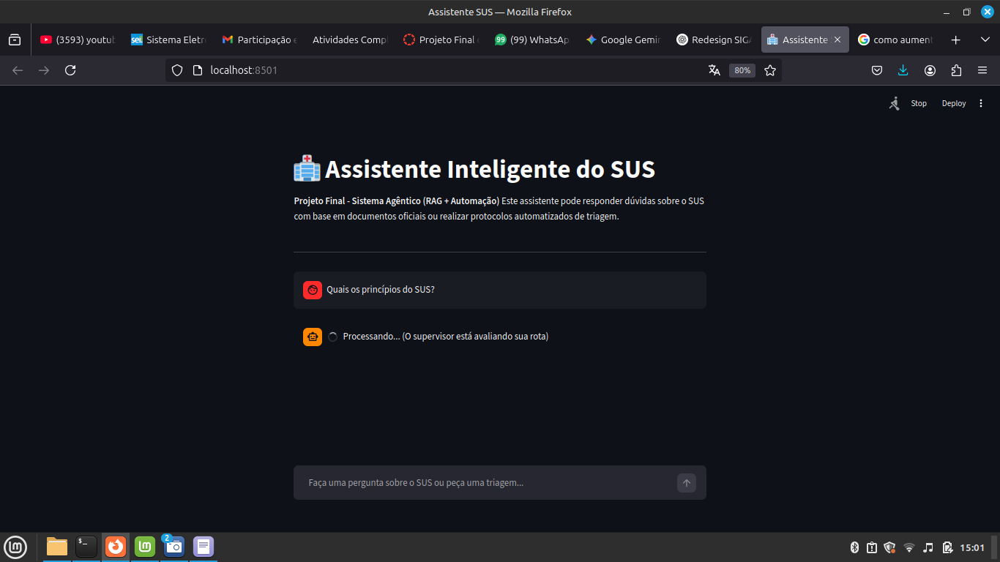 Assistente SUS — Mozilla Firefox
(3593) youtub
sei. Sistema Eletr
Participação e
Atividades Compl
Projeto Final
99 (99) WhatsAp
Google Gemin
Redesign SIGA
Assistente
como aument
localhost:8501
80%
Stop Deploy
Assistente Inteligente do SUS
Projeto Final - Sistema Agêntico (RAG + Automação) Este assistente pode responder dúvidas sobre o SUS
com base em documentos oficiais ou realizar protocolos automatizados de triagem.
Quais os princípios do SUS?
Processando... (O supervisor está avaliando sua rota)
Faça uma pergunta sobre o SUS ou peça uma triagem...
$_
2
15:01